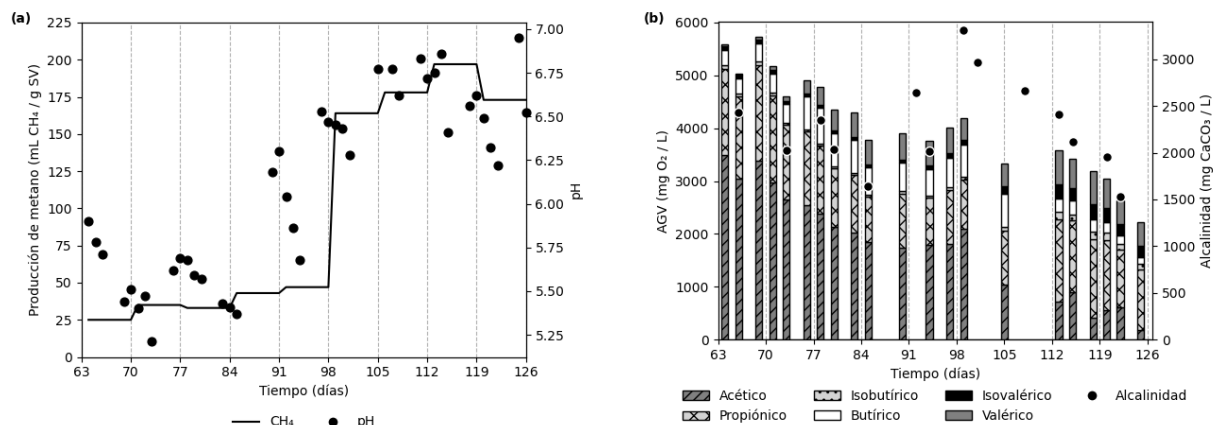 (a)
Producción de metano (mL CH₄ / g SV)
225
200
175
150
125
100
75
50
25
0
63 70 77 84 91 98 105 112 119 126
Tiempo (días)
7.00
6.75
6.50
6.25
6.00
5.75
5.50
5.25
pH
CH₄ pH
(b)
AGV (mg O₂ / L)
6000
5000
4000
3000
2000
1000
0
63 70 77 84 91 98 105 112 119 126
Tiempo (días)
3000
2500
2000
1500
1000
500
0
Alcalinidad (mg CaCO₃ / L)
Acético Isobutírico Isovalérico Alcalinidad
Propiónico Butírico Valérico